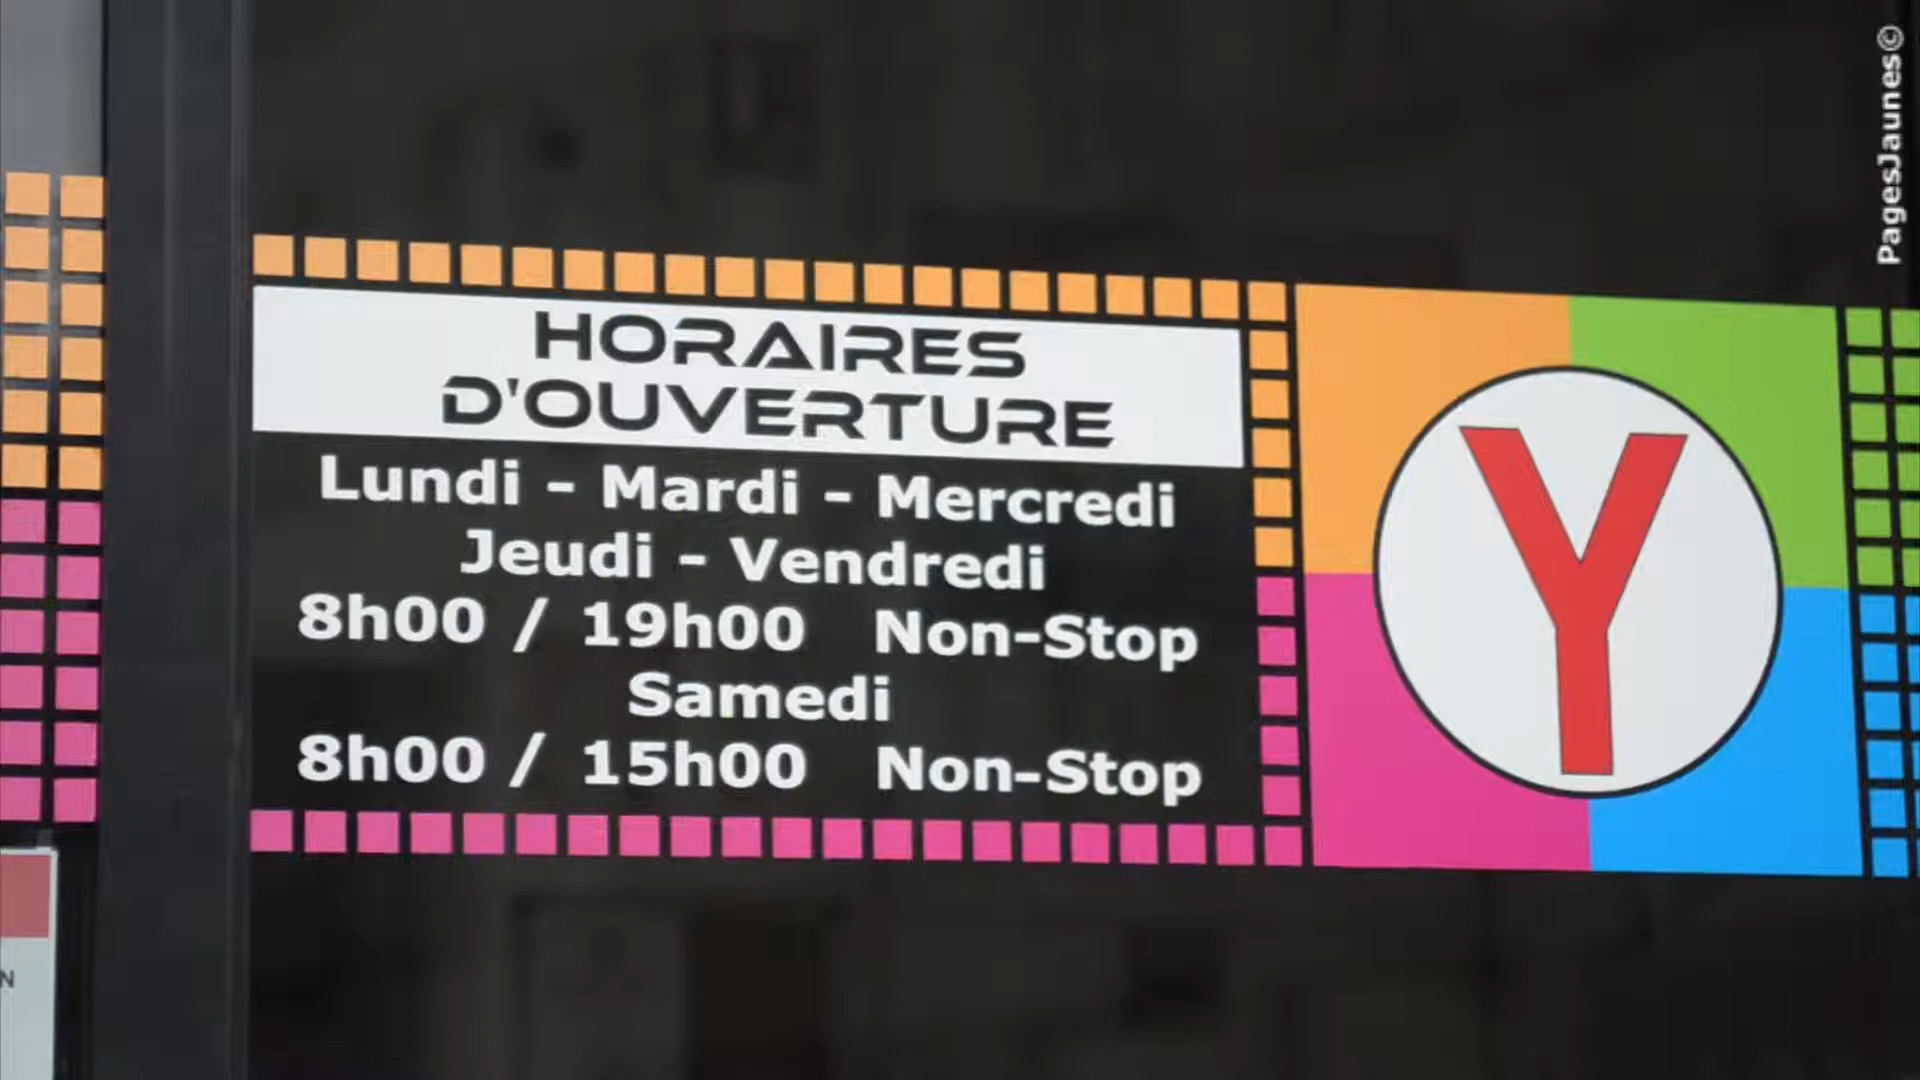 PagesJaunes©
HORAIRES
D'OUVERTURE
Lundi - Mardi - Mercredi
Jeudi - Vendredi
8h00 / 19h00 Non-Stop
Samedi
8h00 / 15h00 Non-Stop
Y
N